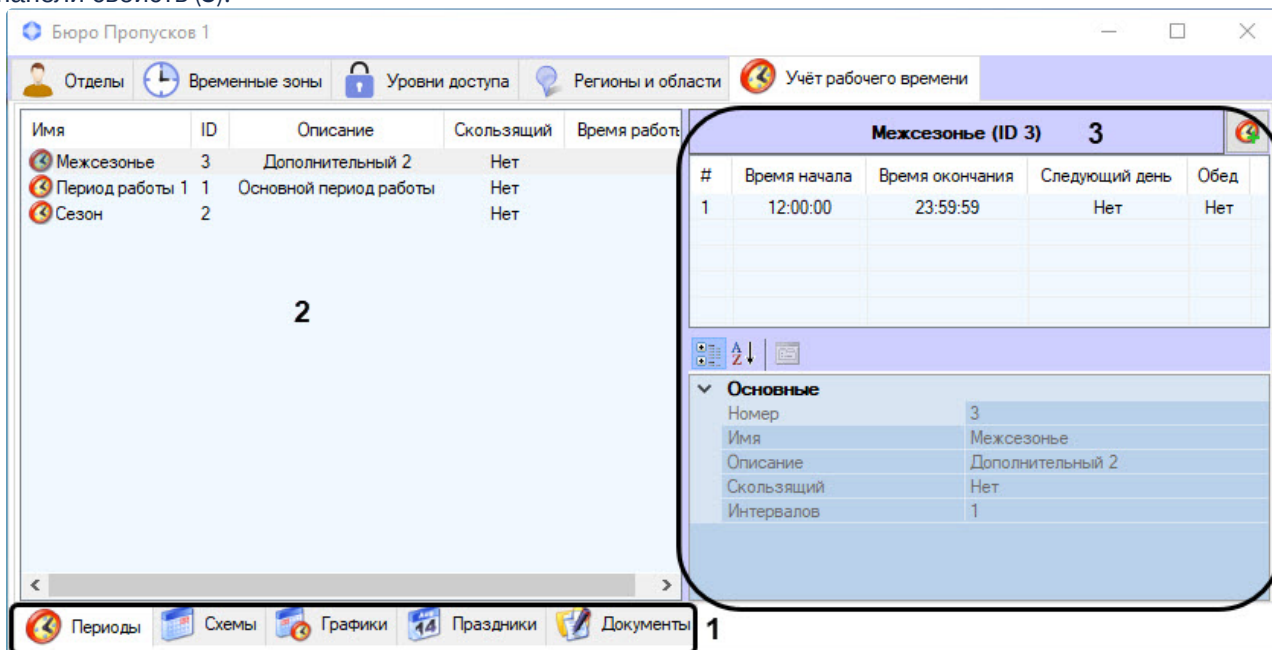 панели свойств (3).
Бюро Пропусков 1
Отделы Временные зоны Уровни доступа Регионы и области Учёт рабочего времени
Имя ID Описание Скользящий Время работ
Межсезонье 3 Дополнительный 2 Нет
Период работы 1 1 Основной период работы Нет
Сезон 2 Нет
2
Межсезонье (ID 3) 3
# Время начала Время окончания Следующий день Обед
1 12:00:00 23:59:59 Нет Нет
Основные
Номер 3
Имя Межсезонье
Описание Дополнительный 2
Скользящий Нет
Интервалов 1
Периоды Схемы Графики Праздники Документы 1